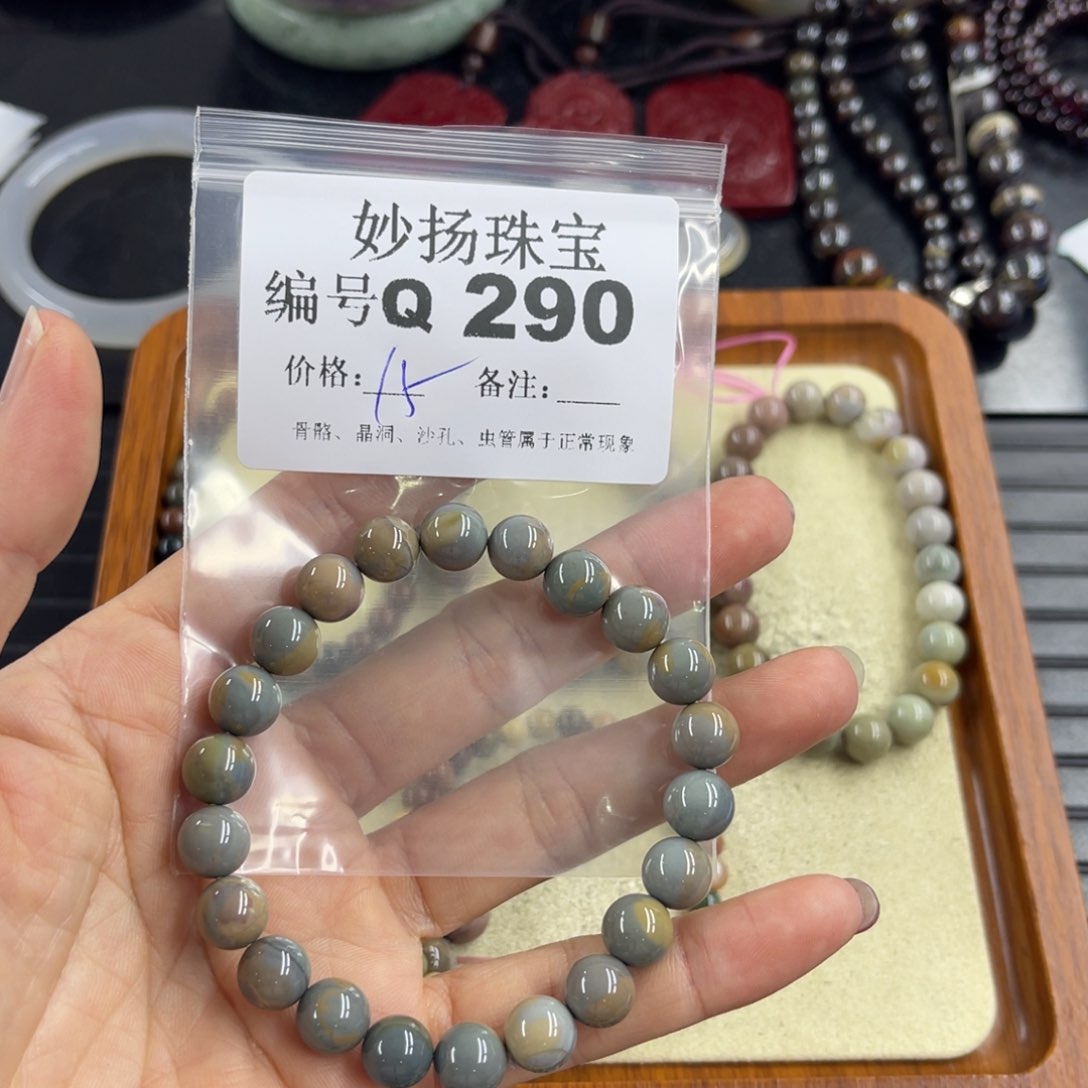 妙扬珠宝
编号Q 290
价格：15 备注：____
骨骼、晶洞、沙孔、虫管属于正常现象